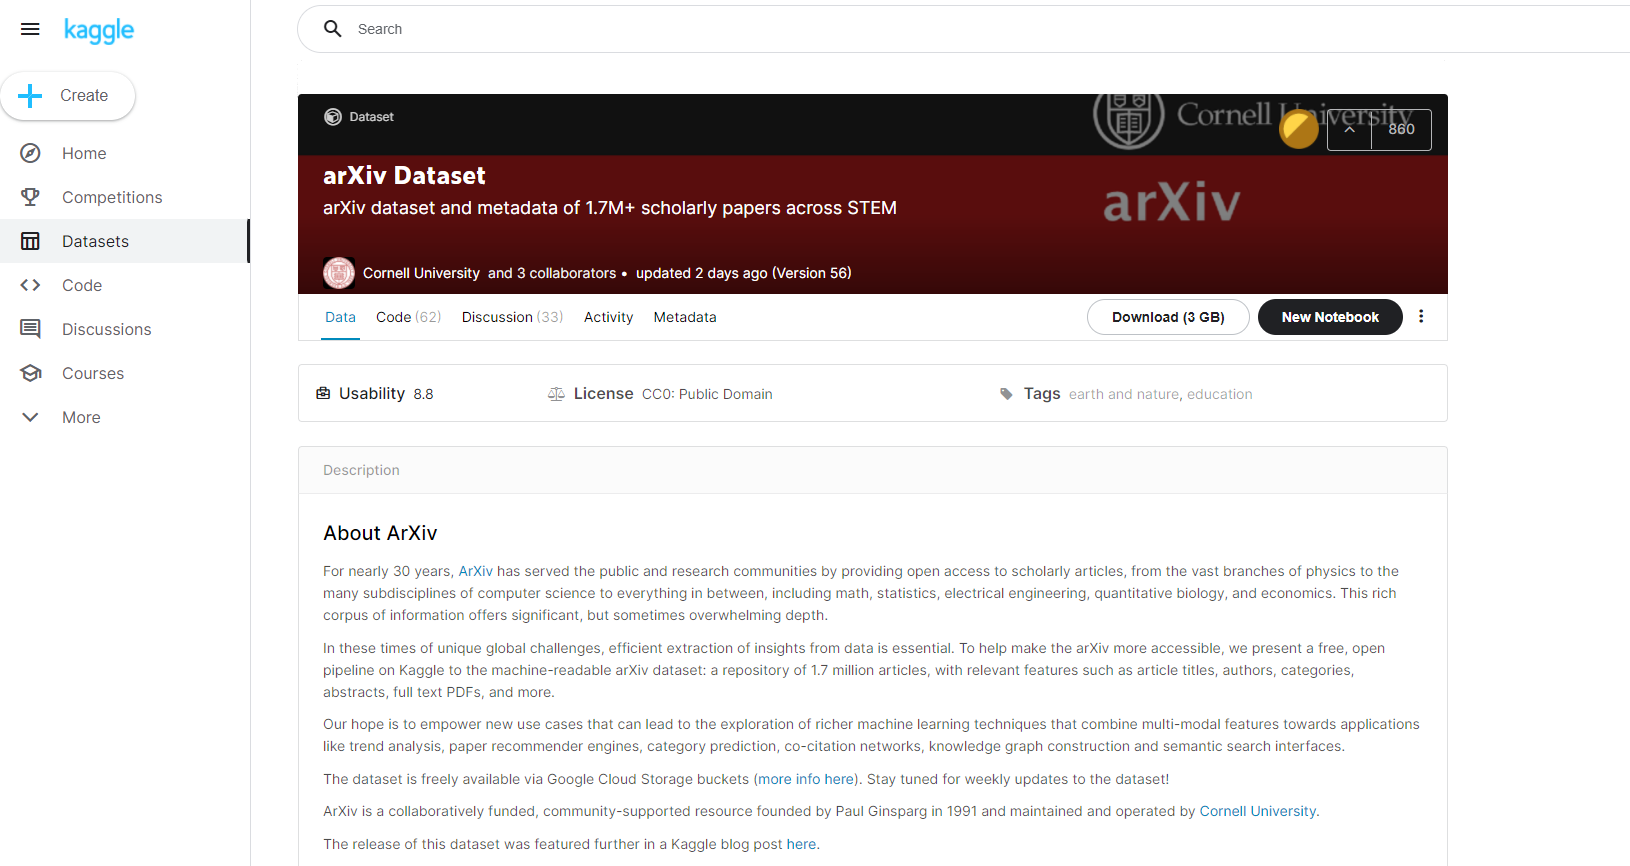 kaggle
Search
Create
Home
Competitions
Datasets
Code
Discussions
Courses
More
Dataset
Cornell University
860
arXiv Dataset
arXiv dataset and metadata of 1.7M+ scholarly papers across STEM
arXiv
Cornell University and 3 collaborators • updated 2 days ago (Version 56)
Data Code (62) Discussion (33) Activity Metadata Download (3 GB) New Notebook
Usability 8.8 License CC0: Public Domain Tags earth and nature, education
Description
About ArXiv
For nearly 30 years, ArXiv has served the public and research communities by providing open access to scholarly articles, from the vast branches of physics to the
many subdisciplines of computer science to everything in between, including math, statistics, electrical engineering, quantitative biology, and economics. This rich
corpus of information offers significant, but sometimes overwhelming depth.
In these times of unique global challenges, efficient extraction of insights from data is essential. To help make the arXiv more accessible, we present a free, open
pipeline on Kaggle to the machine-readable arXiv dataset: a repository of 1.7 million articles, with relevant features such as article titles, authors, categories,
abstracts, full text PDFs, and more.
Our hope is to empower new use cases that can lead to the exploration of richer machine learning techniques that combine multi-modal features towards applications
like trend analysis, paper recommender engines, category prediction, co-citation networks, knowledge graph construction and semantic search interfaces.
The dataset is freely available via Google Cloud Storage buckets (more info here). Stay tuned for weekly updates to the dataset!
ArXiv is a collaboratively funded, community-supported resource founded by Paul Ginsparg in 1991 and maintained and operated by Cornell University.
The release of this dataset was featured further in a Kaggle blog post here.